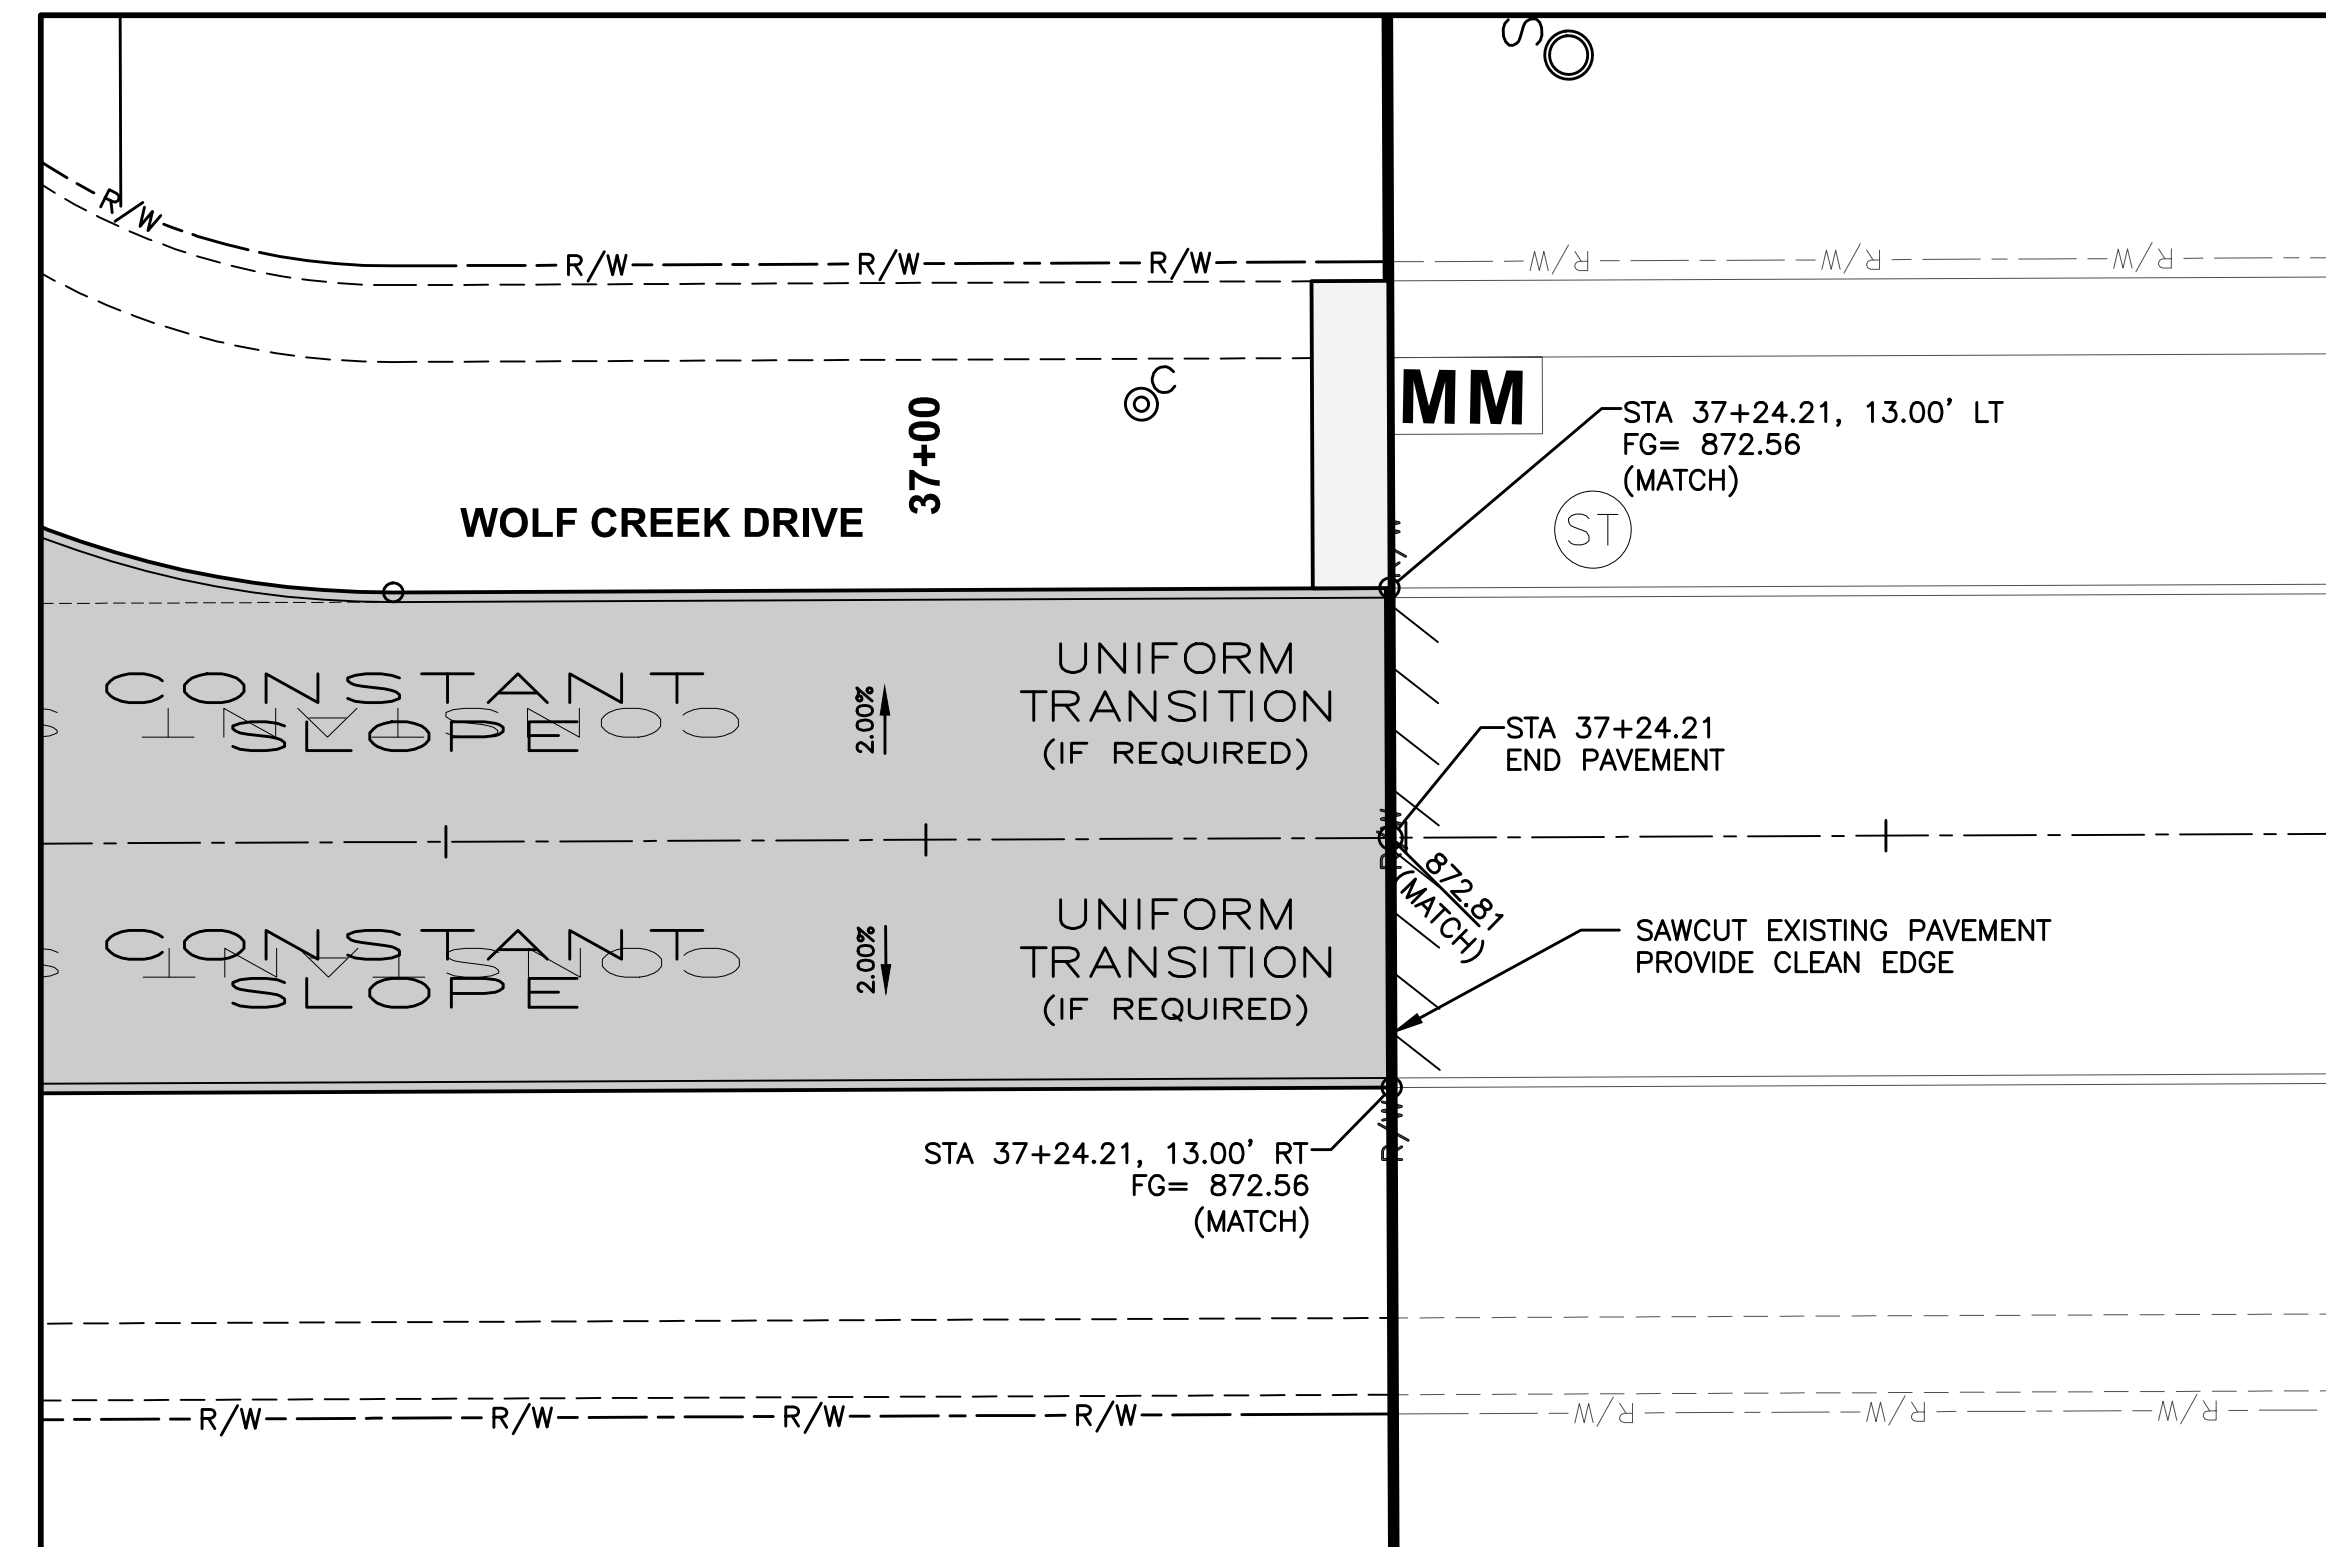 S
R/W
R/W R/W R/W
R/W R/W R/W
C
MM
37+00
STA 37+24.21, 13.00' LT
FG= 872.56
(MATCH)
WOLF CREEK DRIVE
ST
R/W
CONSTANT
SLOPE
CONSTANT S
2.00%
UNIFORM
TRANSITION
(IF REQUIRED)
STA 37+24.21
END PAVEMENT
R/W
872.81
(MATCH)
CONSTANT
SLOPE
CONSTANT S
2.00%
UNIFORM
TRANSITION
(IF REQUIRED)
SAWCUT EXISTING PAVEMENT
PROVIDE CLEAN EDGE
R/W
STA 37+24.21, 13.00' RT
FG= 872.56
(MATCH)
R/W R/W R/W R/W
R/W R/W R/W